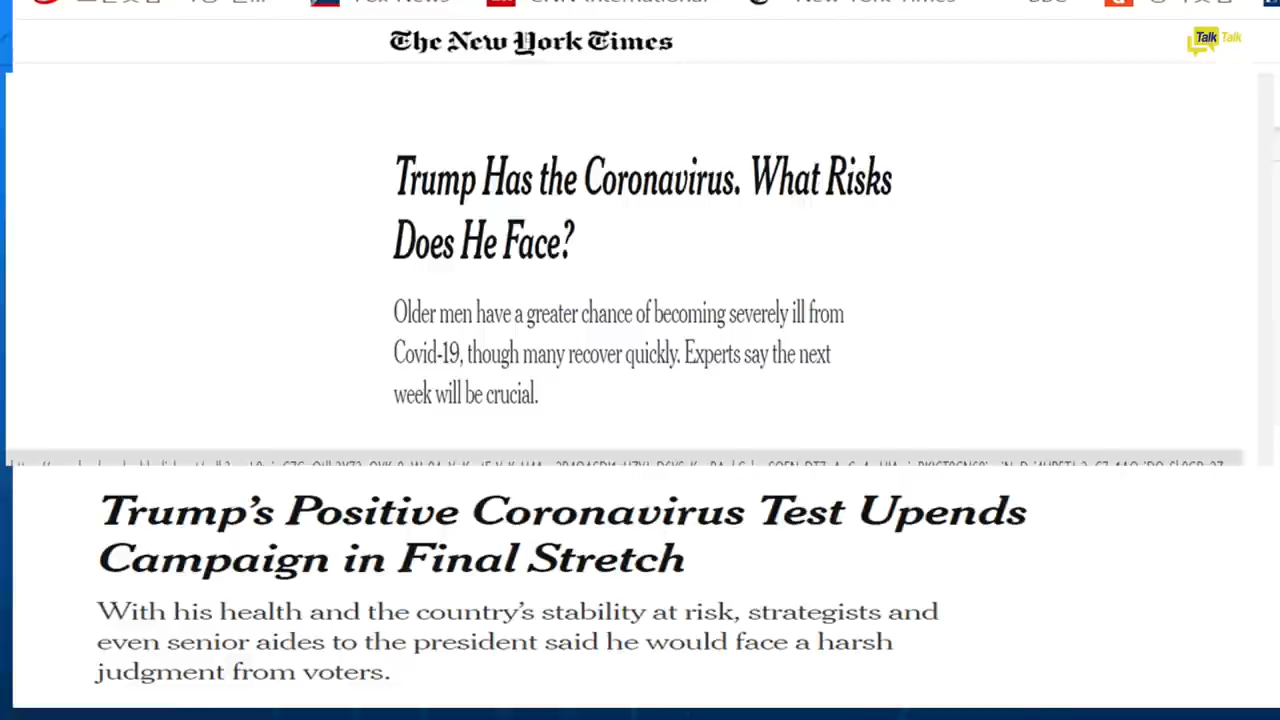 Fox News
CNN International
New York Times
BBC
The New York Times
Talk Talk
Trump Has the Coronavirus. What Risks
Does He Face?
Older men have a greater chance of becoming severely ill from
Covid-19, though many recover quickly. Experts say the next
week will be crucial.
Trump's Positive Coronavirus Test Upends
Campaign in Final Stretch
With his health and the country's stability at risk, strategists and
even senior aides to the president said he would face a harsh
judgment from voters.